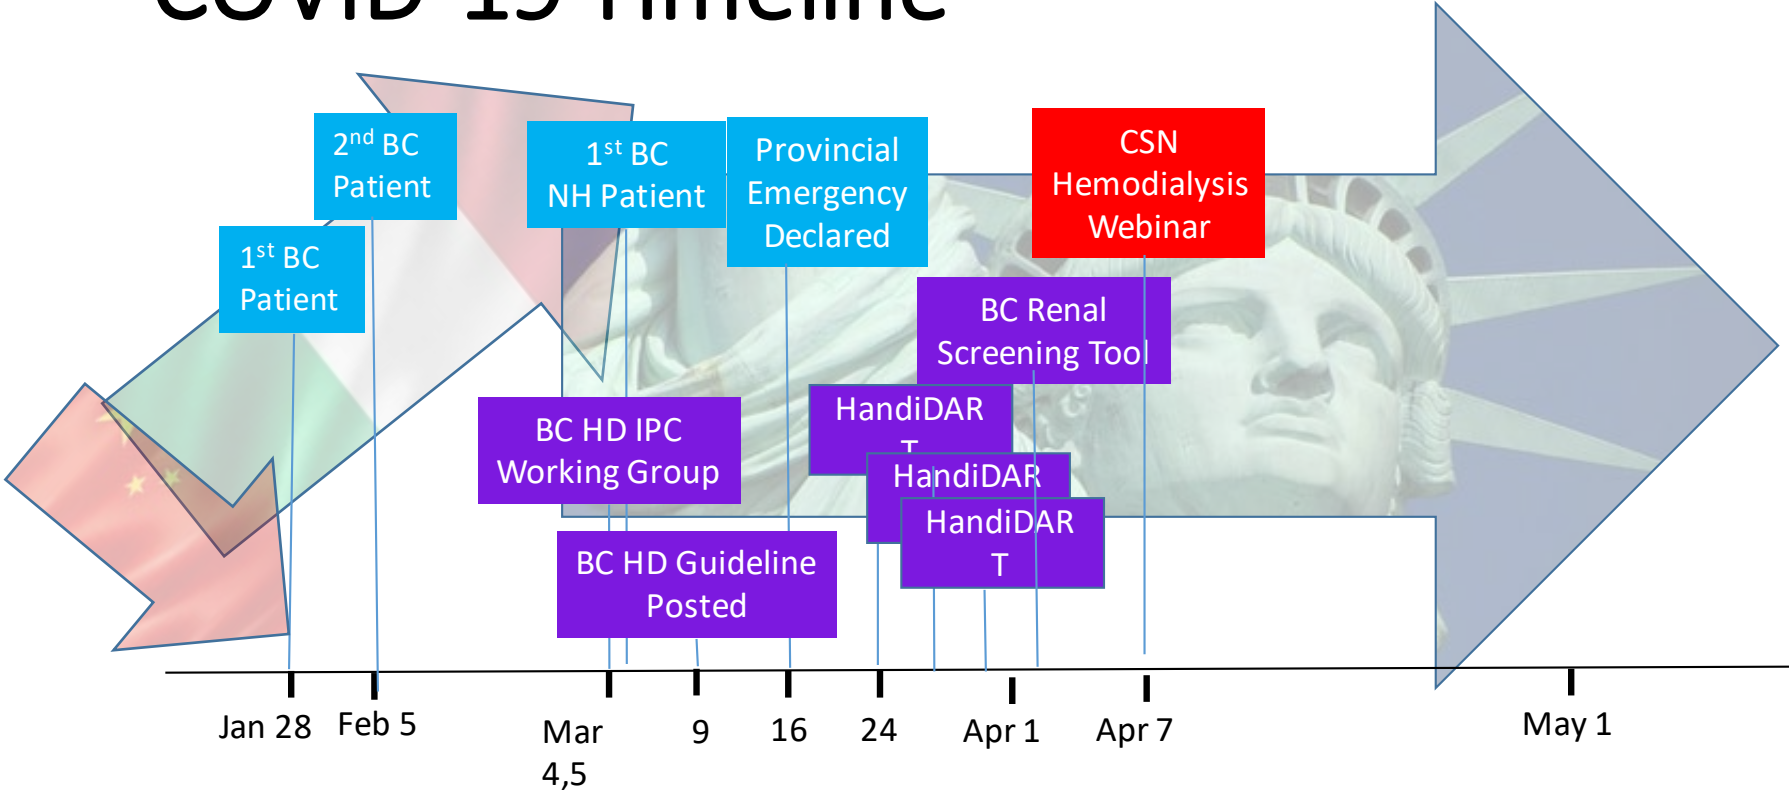 COVID-19 Timeline
2nd BC
Patient
1st BC
Patient
1st BC
NH Patient
Provincial
Emergency
Declared
CSN
Hemodialysis
Webinar
BC Renal
Screening Tool
HandiDAR
T
HandiDAR
HandiDAR
T
BC HD IPC
Working Group
BC HD Guideline
Posted
Jan 28
Feb 5
Mar
4,5
9
16
24
Apr 1
Apr 7
May 1